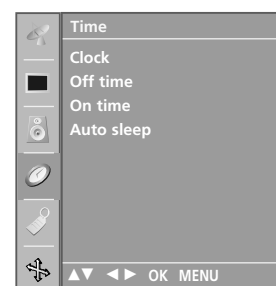 Time
Clock
Off time
On time
Auto sleep
▲▼ ◄► OK MENU